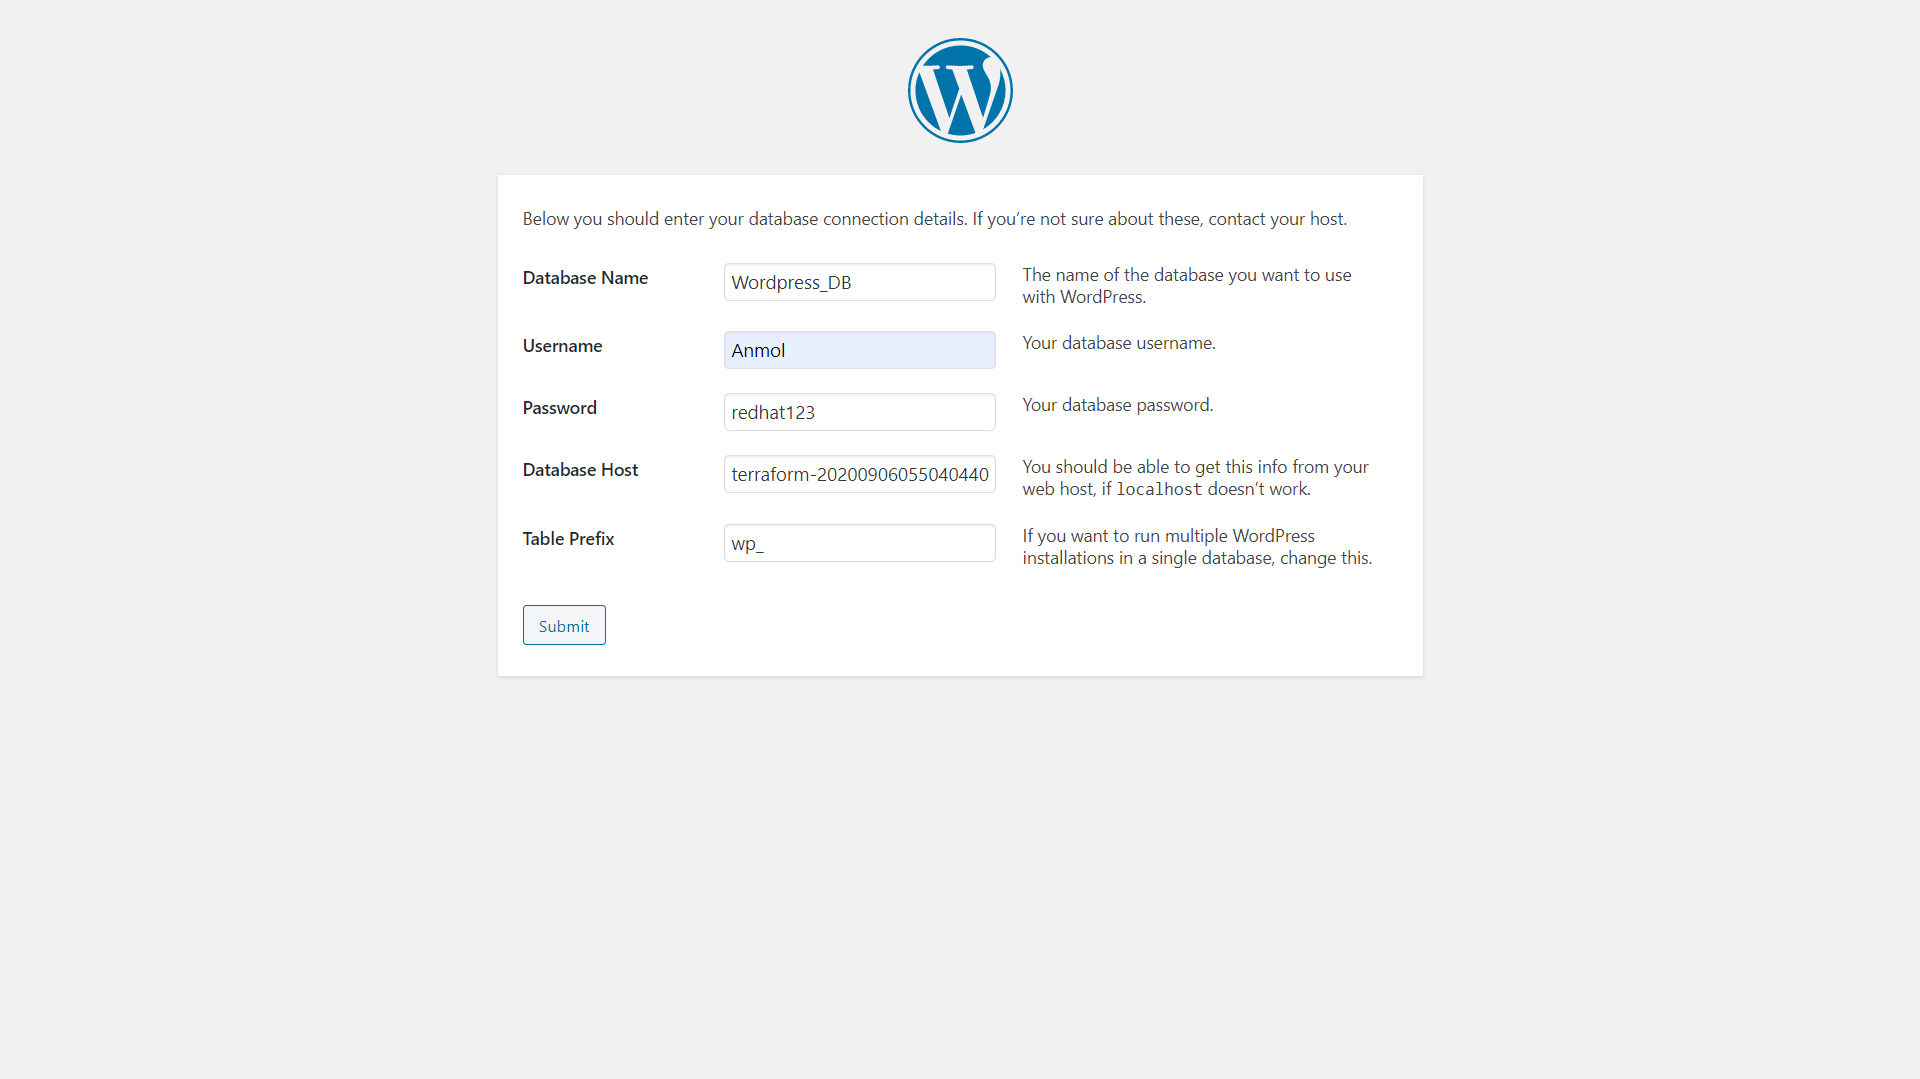 Below you should enter your database connection details. If you’re not sure about these, contact your host.
Database Name
Wordpress_DB
The name of the database you want to use
with WordPress.
Username
Anmol
Your database username.
Password
redhat123
Your database password.
Database Host
terraform-20200906055040440
You should be able to get this info from your
web host, if localhost doesn’t work.
Table Prefix
wp_
If you want to run multiple WordPress
installations in a single database, change this.
Submit